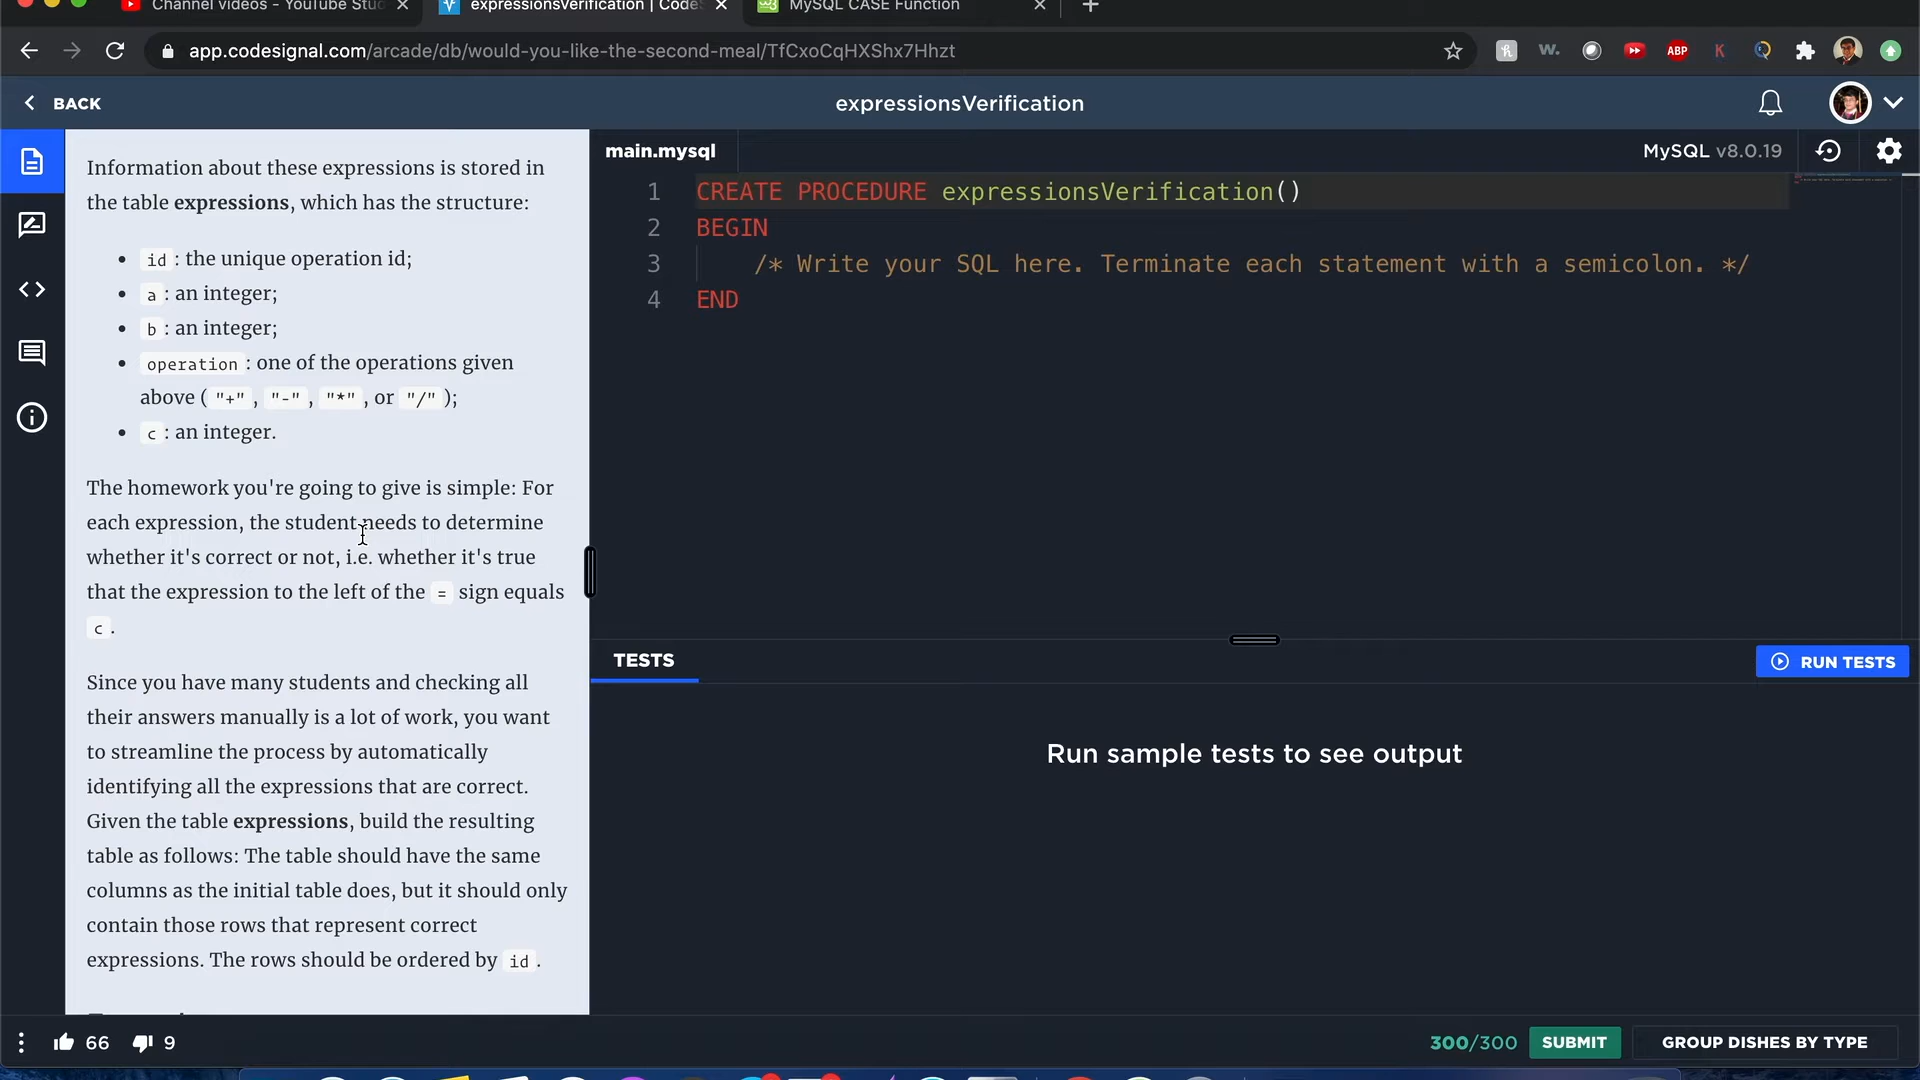 Channel videos - YouTube Stu
expressionsVerification | CodeS
MySQL CASE Function
app.codesignal.com/arcade/db/would-you-like-the-second-meal/TfCxoCqHXShx7Hhzt
BACK
expressionsVerification
Information about these expressions is stored in
the table expressions, which has the structure:
id : the unique operation id;
a : an integer;
b : an integer;
operation : one of the operations given
above ( "+" , "-" , "*" , or "/" );
c : an integer.
The homework you're going to give is simple: For
each expression, the student needs to determine
whether it's correct or not, i.e. whether it's true
that the expression to the left of the = sign equals
c .
Since you have many students and checking all
their answers manually is a lot of work, you want
to streamline the process by automatically
identifying all the expressions that are correct.
Given the table expressions, build the resulting
table as follows: The table should have the same
columns as the initial table does, but it should only
contain those rows that represent correct
expressions. The rows should be ordered by id .
main.mysql
MySQL v8.0.19
1 CREATE PROCEDURE expressionsVerification()
2 BEGIN
3 /* Write your SQL here. Terminate each statement with a semicolon. */
4 END
TESTS
RUN TESTS
Run sample tests to see output
66
9
300/300
SUBMIT
GROUP DISHES BY TYPE
ABP